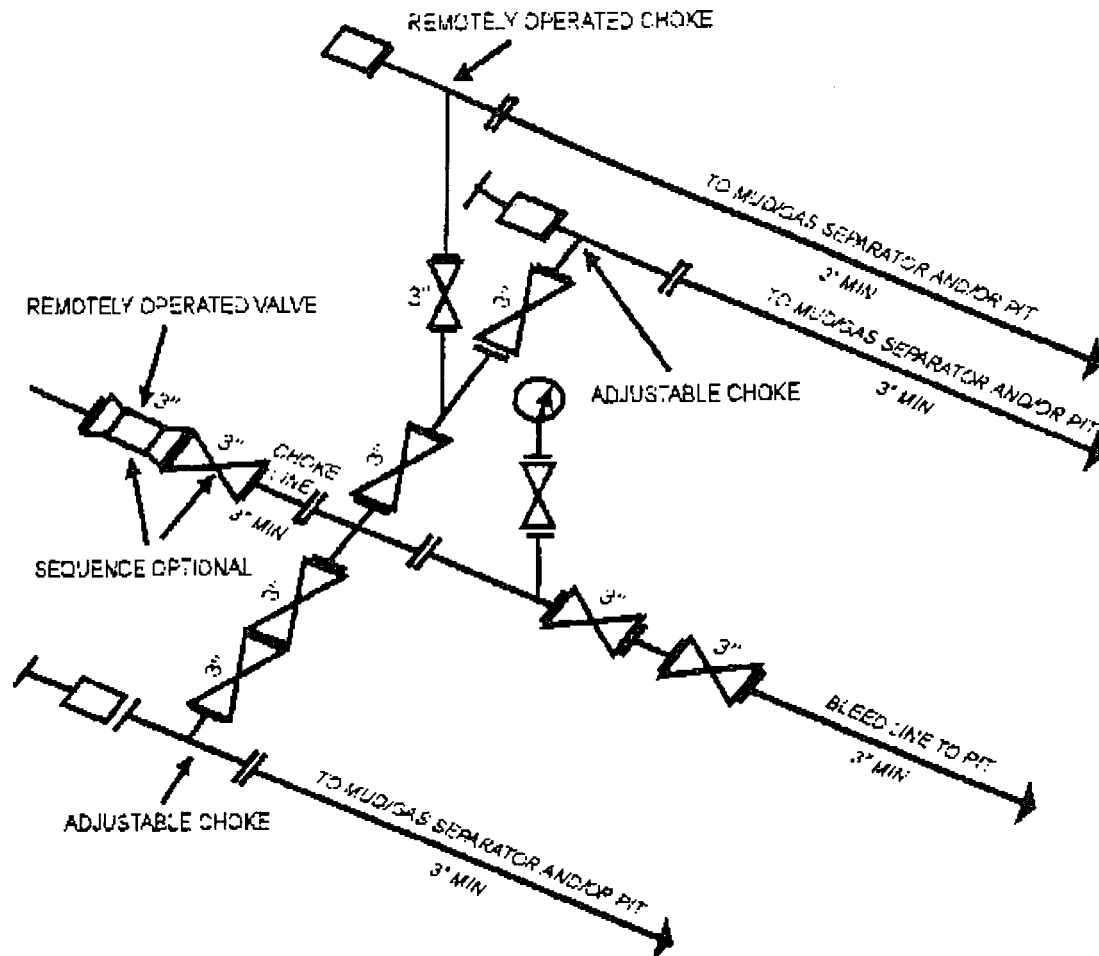 REMOTELY OPERATED CHOKE
TO MUD/GAS SEPARATOR AND/OR PIT
3" MIN
TO MUD/GAS SEPARATOR AND/OR PIT
3" MIN
3"
3"
REMOTELY OPERATED VALVE
ADJUSTABLE CHOKE
3"
3"
CHOKE
LINE
3" MIN
3"
SEQUENCE OPTIONAL
3"
3"
3"
3"
BLEED LINE TO PIT
3" MIN
ADJUSTABLE CHOKE
TO MUD/GAS SEPARATOR AND/OR PIT
3" MIN